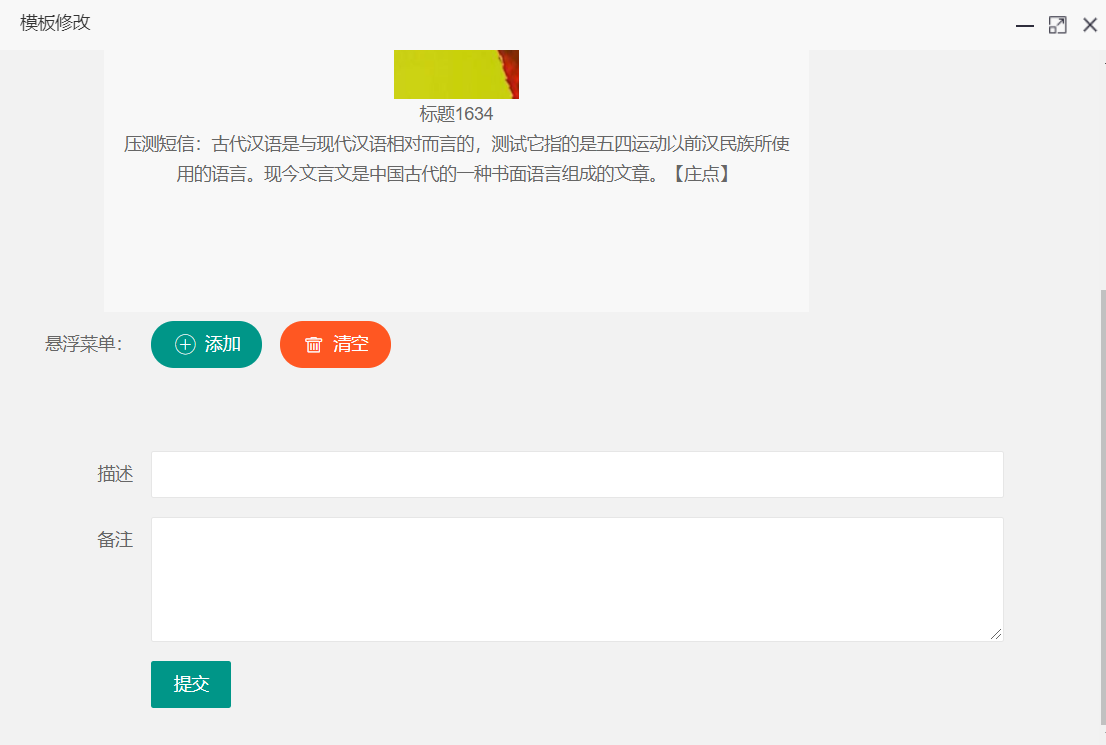 模板修改
标题1634
压测短信：古代汉语是与现代汉语相对而言的，测试它指的是五四运动以前汉民族所使
用的语言。现今文言文是中国古代的一种书面语言组成的文章。【庄点】
悬浮菜单：
添加
清空
描述
备注
提交